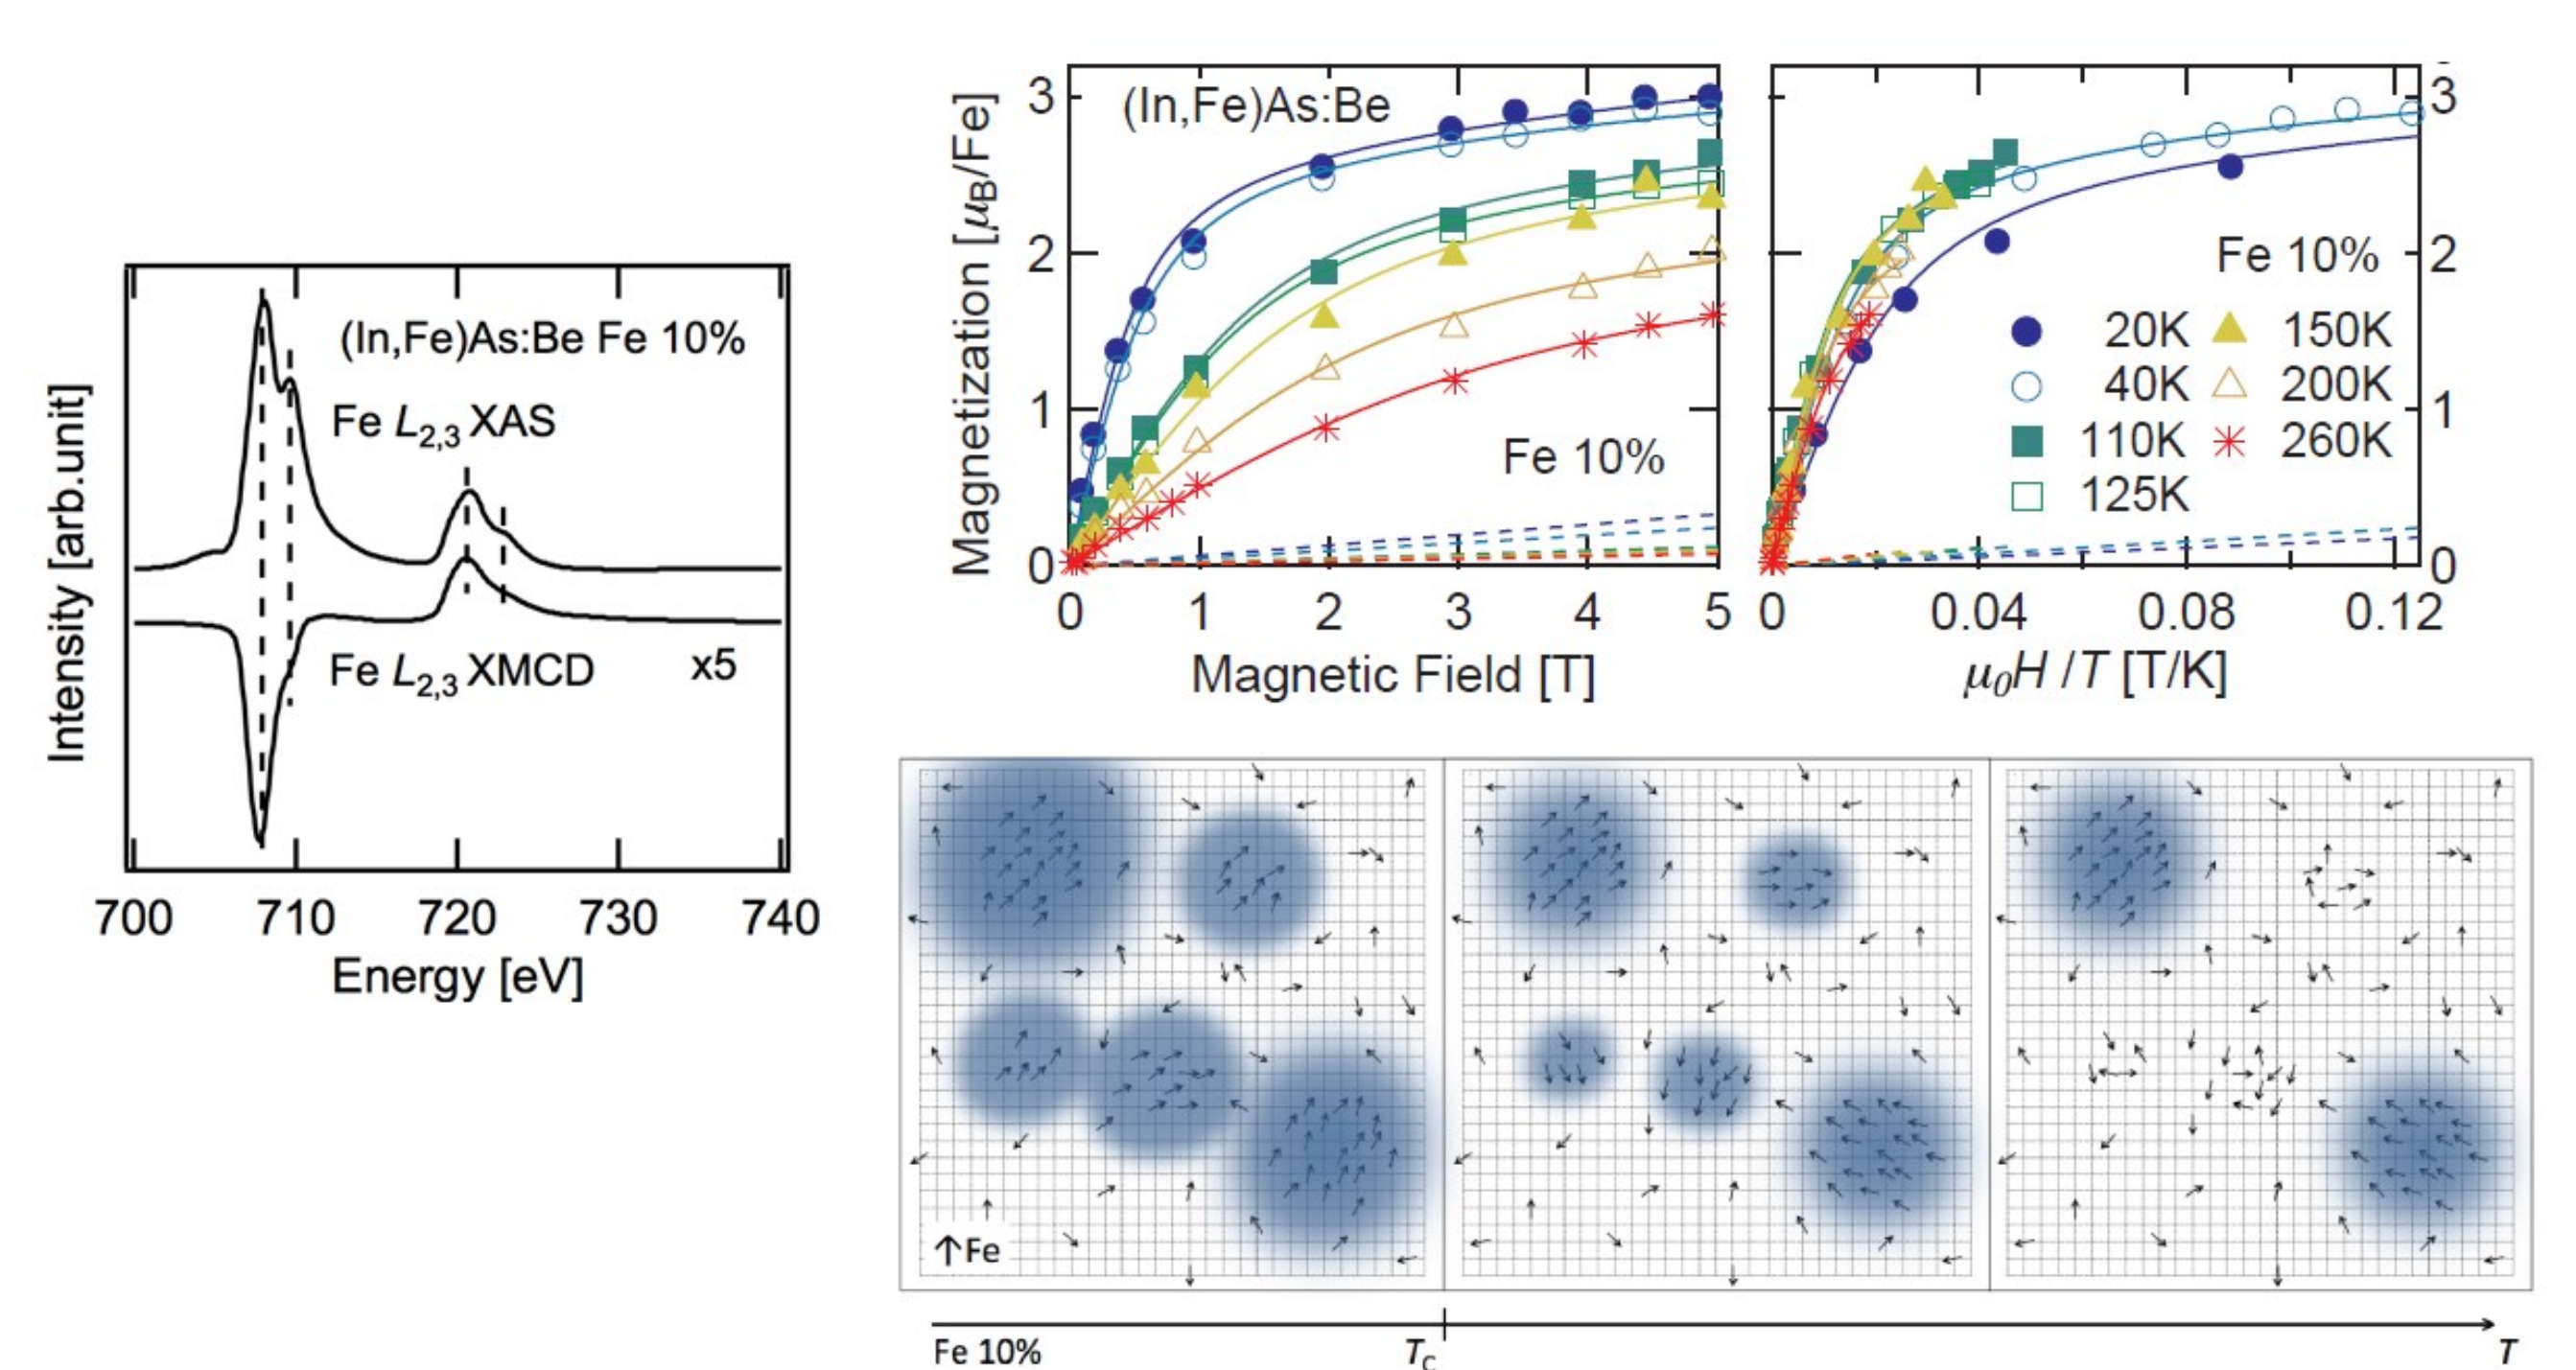 (In,Fe)As:Be Fe 10%
Fe L2,3 XAS
Fe L2,3 XMCD x5
Intensity [arb.unit]
700 710 720 730 740
Energy [eV]
(In,Fe)As:Be
Fe 10%
Magnetization [μB/Fe]
3
2
1
0
0 1 2 3 4 5
Magnetic Field [T]
Fe 10%
20K 150K
40K 200K
110K 260K
125K
3
2
1
0
0 0.04 0.08 0.12
μ0H /T [T/K]
↑Fe
Fe 10% TC T